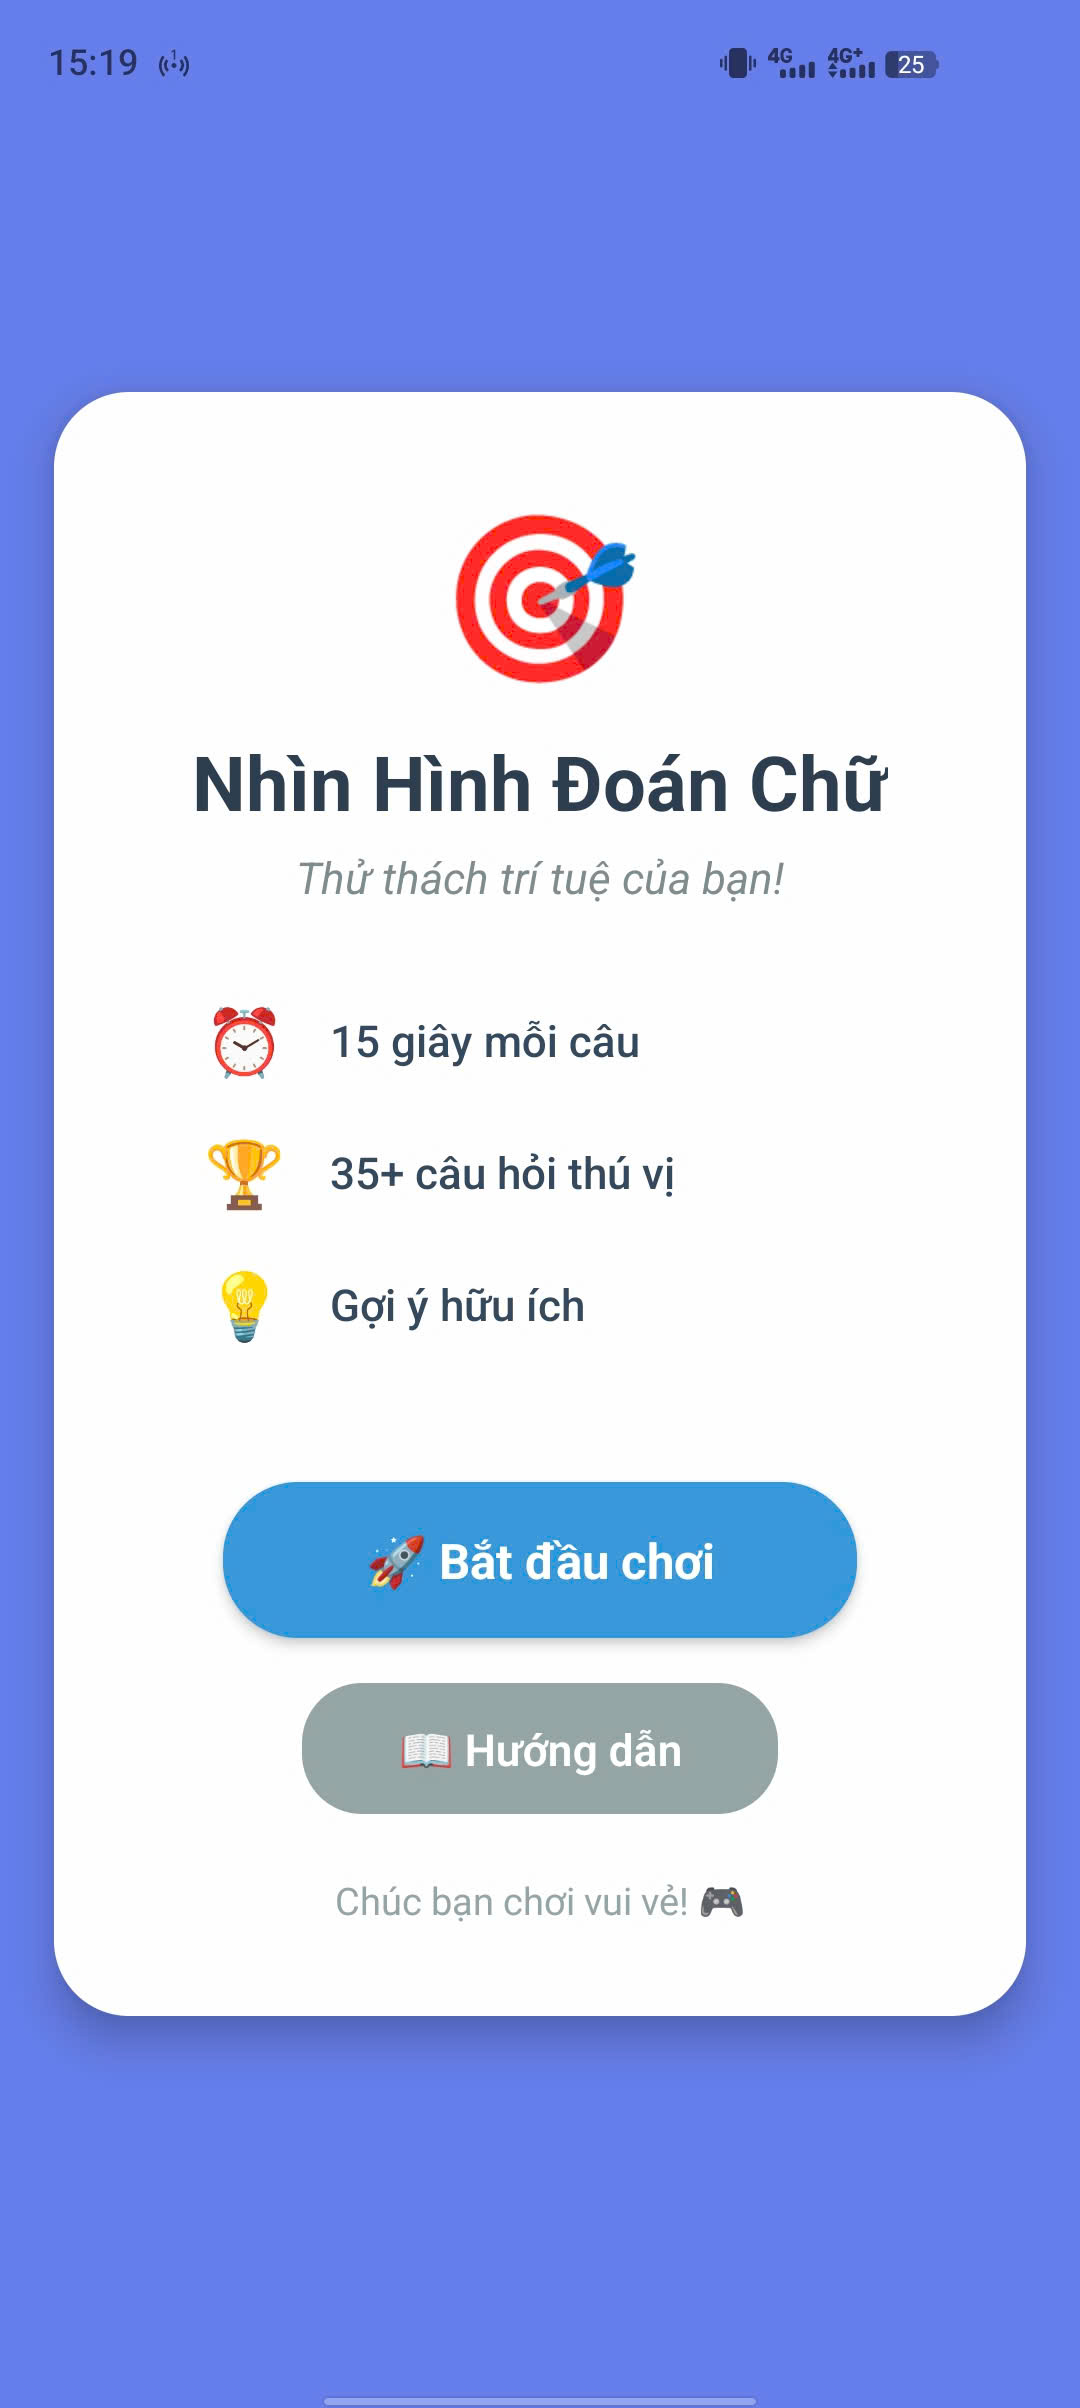 15:19
4G 4G+ 25
Nhìn Hình Đoán Chữ
Thử thách trí tuệ của bạn!
15 giây mỗi câu
35+ câu hỏi thú vị
Gợi ý hữu ích
Bắt đầu chơi
Hướng dẫn
Chúc bạn chơi vui vẻ!